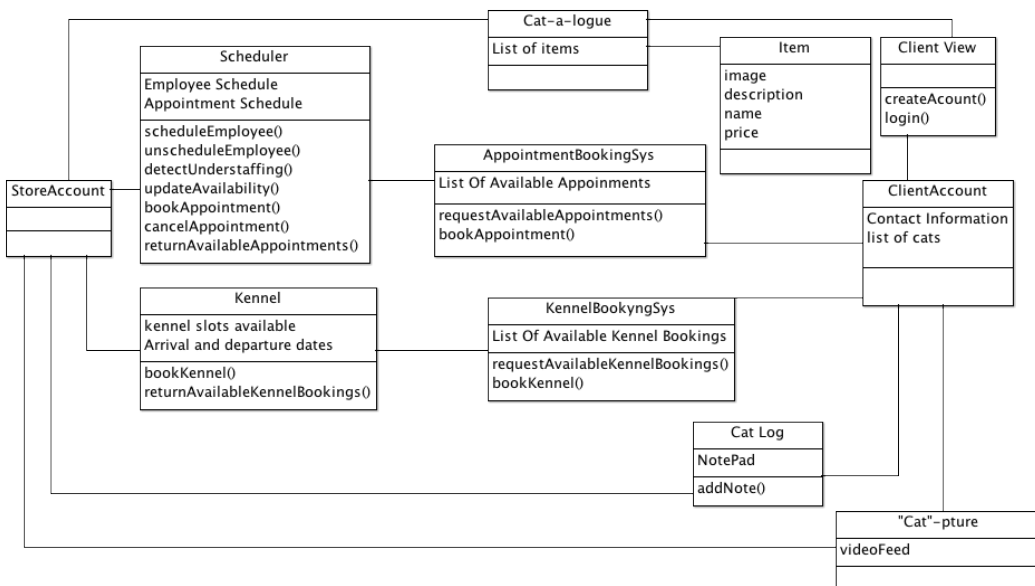 Cat-a-logue
List of items
Item
image
description
name
price
Client View
createAcount()
login()
Scheduler
Employee Schedule
Appointment Schedule
scheduleEmployee()
unscheduleEmployee()
detectUnderstaffing()
updateAvailability()
bookAppointment()
cancelAppointment()
returnAvailableAppointments()
AppointmentBookingSys
List Of Available Appoinments
requestAvailableAppointments()
bookAppointment()
StoreAccount
ClientAccount
Contact Information
list of cats
Kennel
kennel slots available
Arrival and departure dates
bookKennel()
returnAvailableKennelBookings()
KennelBookyngSys
List Of Available Kennel Bookings
requestAvailableKennelBookings()
bookKennel()
Cat Log
NotePad
addNote()
"Cat"-pture
videoFeed